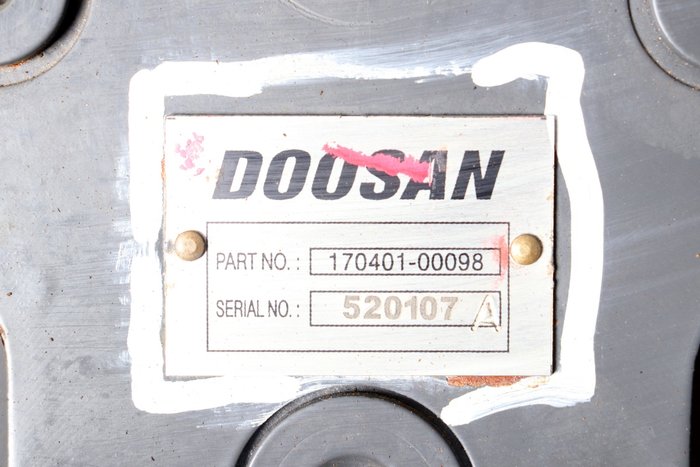 DOOSAN
PART NO. : 170401-00098
SERIAL NO. : 520107 A